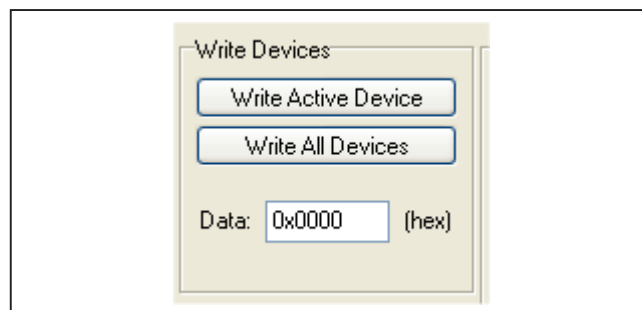 Write Devices
Write Active Device
Write All Devices
Data: 0x0000 (hex)